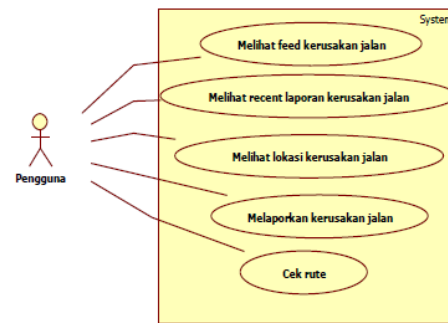 System
Melihat feed kerusakan jalan
Melihat recent laporan kerusakan jalan
Melihat lokasi kerusakan jalan
Pengguna
Melaporkan kerusakan jalan
Cek rute